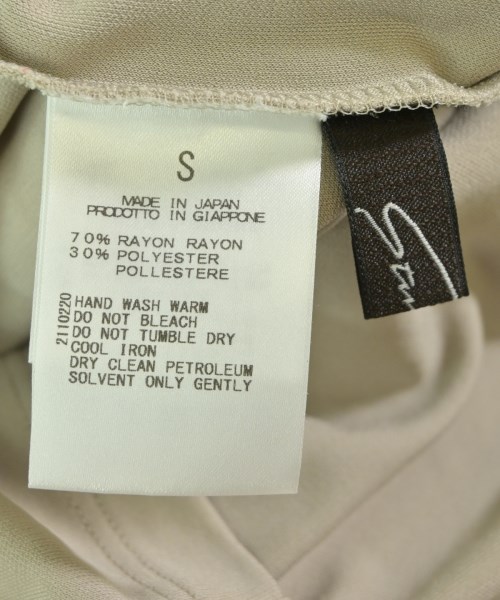 S
MADE IN JAPAN
PRODOTTO IN GIAPPONE
70% RAYON RAYON
30% POLYESTER
POLLESTERE
2110220
HAND WASH WARM
DO NOT BLEACH
DO NOT TUMBLE DRY
COOL IRON
DRY CLEAN PETROLEUM
SOLVENT ONLY GENTLY